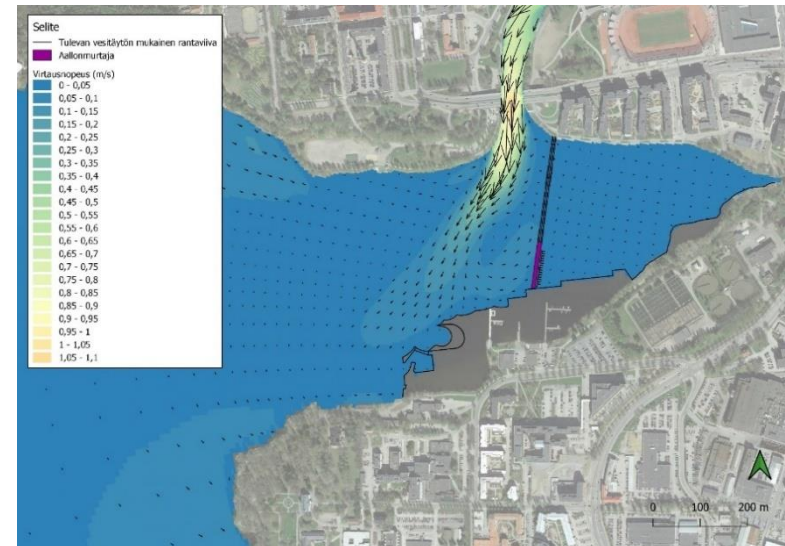 Selite
Tulevan vesitäytön mukainen rantaviiva
Aallonmurtaja
Virtausnopeus (m/s)
0 - 0,05
0,05 - 0,1
0,1 - 0,15
0,15 - 0,2
0,2 - 0,25
0,25 - 0,3
0,3 - 0,35
0,35 - 0,4
0,4 - 0,45
0,45 - 0,5
0,5 - 0,55
0,55 - 0,6
0,6 - 0,65
0,65 - 0,7
0,7 - 0,75
0,75 - 0,8
0,8 - 0,85
0,85 - 0,9
0,9 - 0,95
0,95 - 1
1 - 1,05
1,05 - 1,1
0 100 200 m